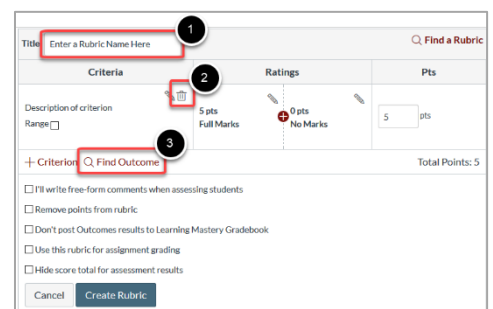 1
Title: Enter a Rubric Name Here
Find a Rubric
Criteria
2
Ratings
Pts
Description of criterion
Range
5 pts
Full Marks
0 pts
No Marks
5 pts
3
+ Criterion Find Outcome
Total Points: 5
I'll write free-form comments when assessing students
Remove points from rubric
Don't post Outcomes results to Learning Mastery Gradebook
Use this rubric for assignment grading
Hide score total for assessment results
Cancel Create Rubric